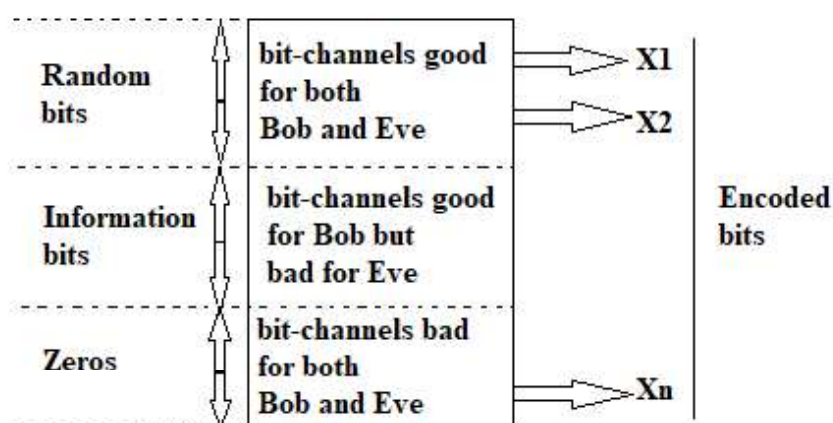 Random
bits
bit-channels good
for both
Bob and Eve
X1
X2
Information
bits
bit-channels good
for Bob but
bad for Eve
Encoded
bits
Zeros
bit-channels bad
for both
Bob and Eve
Xn